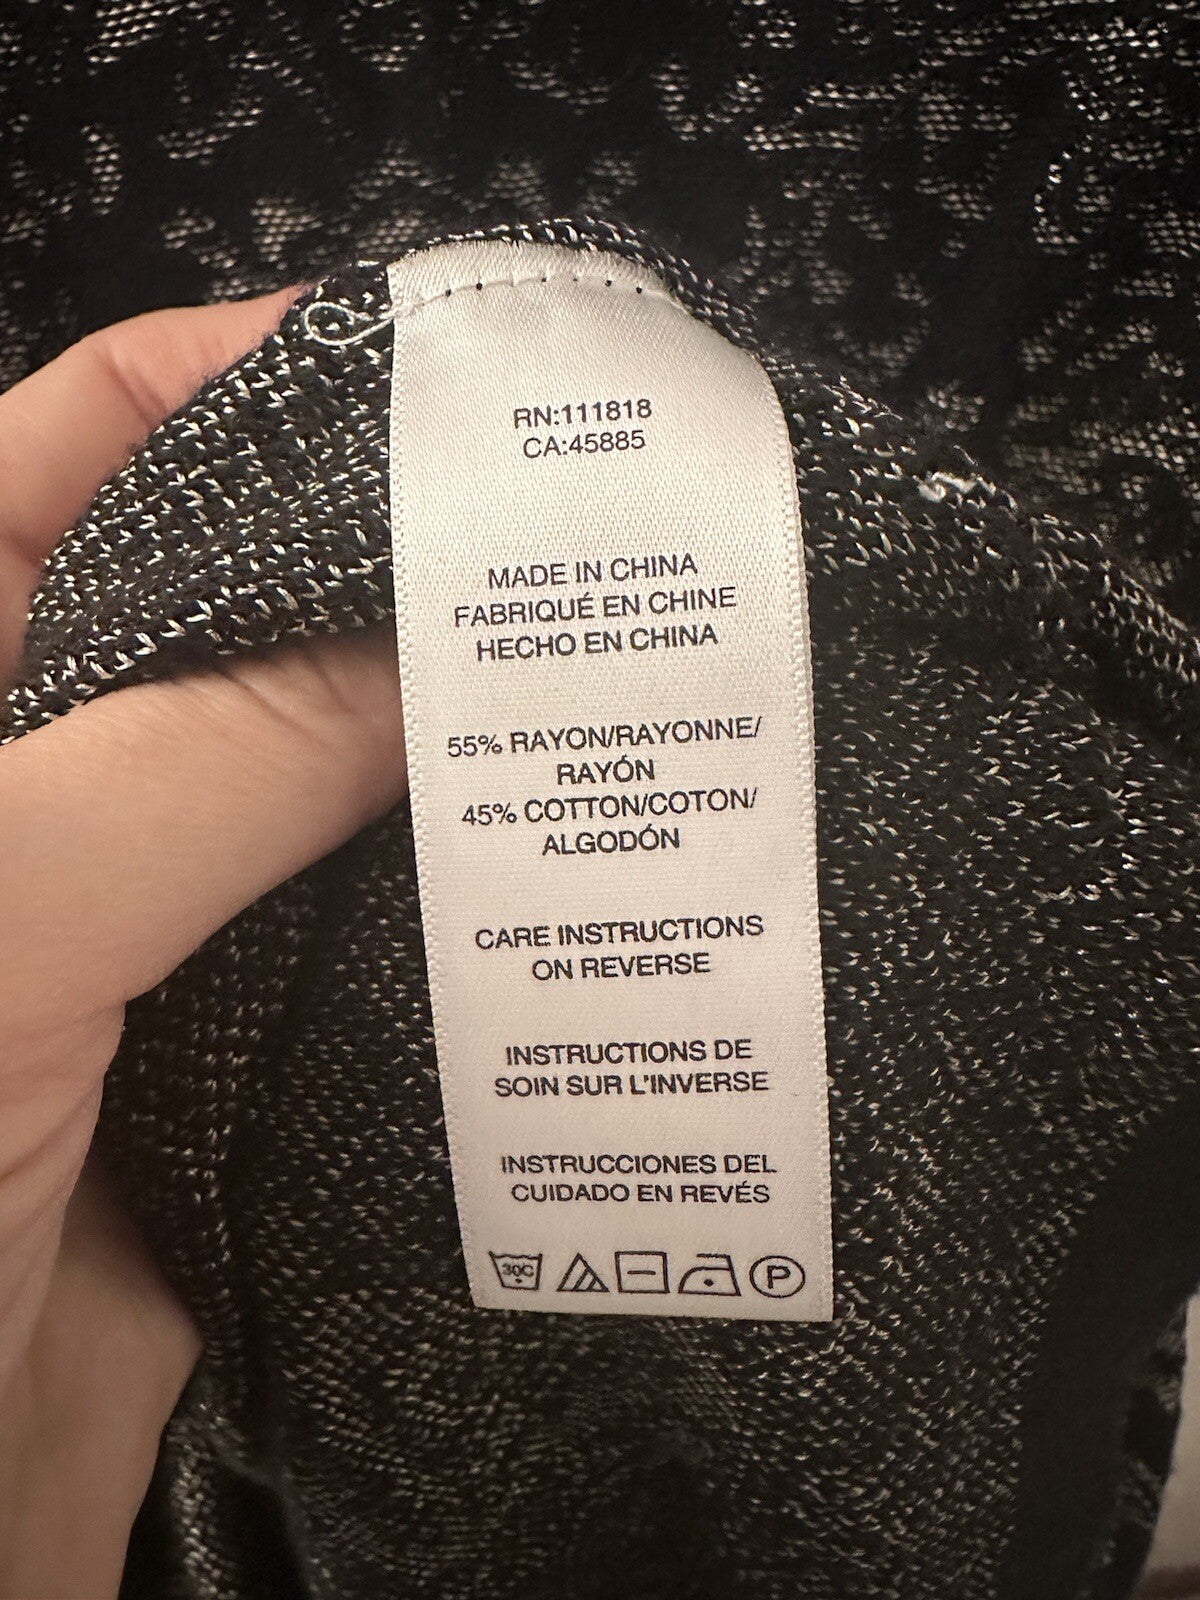 RN:111818
CA:45885
MADE IN CHINA
FABRIQUÉ EN CHINE
HECHO EN CHINA
55% RAYON/RAYONNE/
RAYÓN
45% COTTON/COTON/
ALGODÓN
CARE INSTRUCTIONS
ON REVERSE
INSTRUCTIONS DE
SOIN SUR L'INVERSE
INSTRUCCIONES DEL
CUIDADO EN REVÉS
30C P